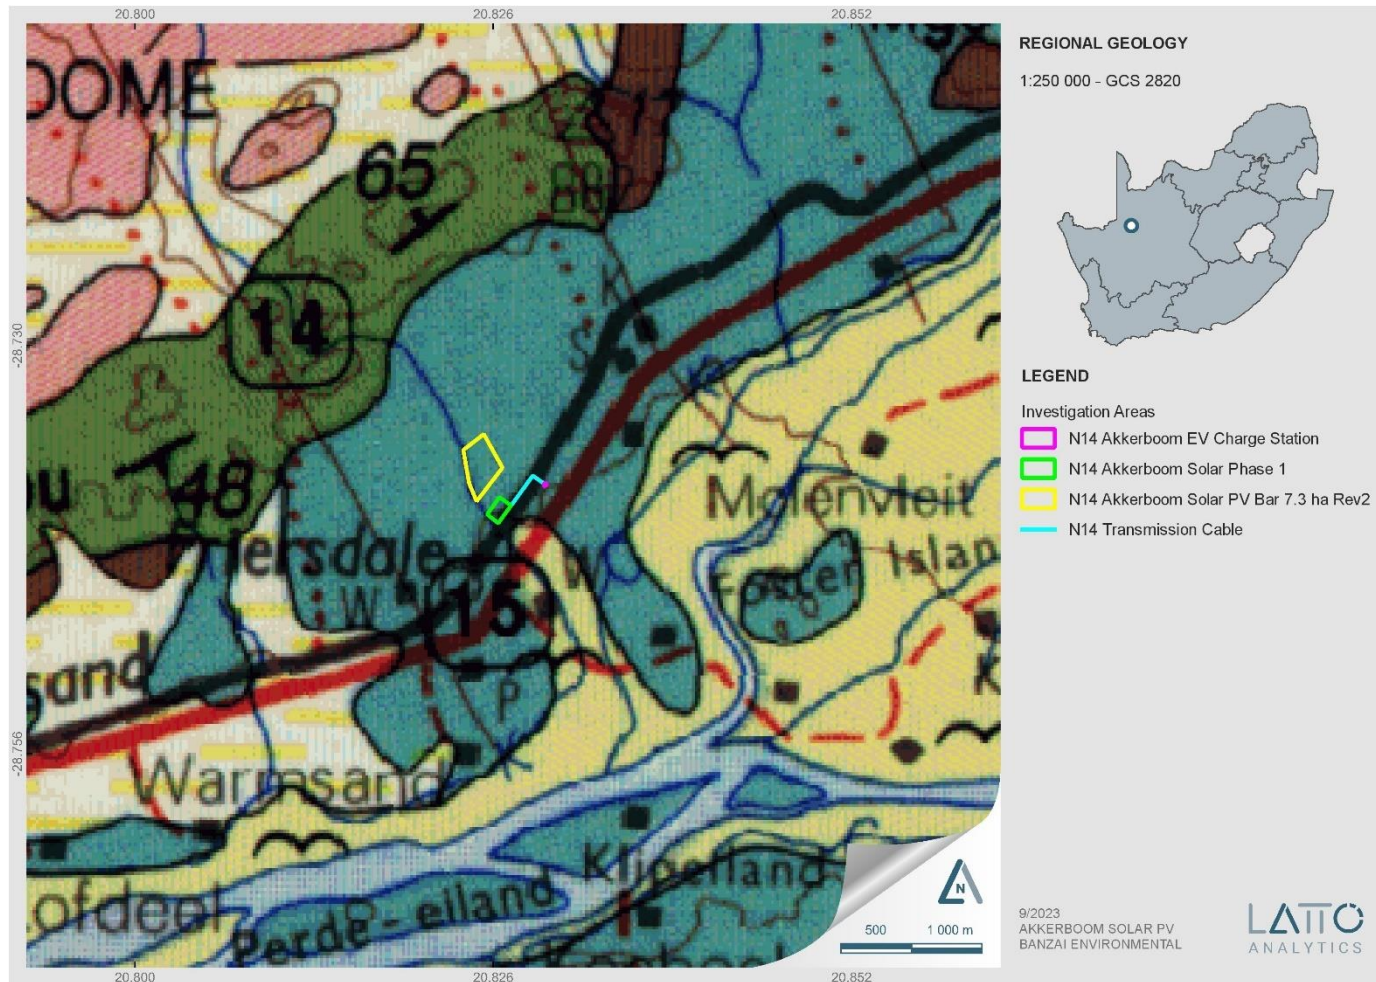 20.800
20.826
20.852
DOME
65
14
48
15
S
K
W
W
P
K
Molenvleit
Islan
Warmsand
sand
Perde-eiland
-28.730
-28.756
20.800
20.826
20.852
REGIONAL GEOLOGY
1:250 000 - GCS 2820
LEGEND
Investigation Areas
N14 Akkerboom EV Charge Station
N14 Akkerboom Solar Phase 1
N14 Akkerboom Solar PV Bar 7.3 ha Rev2
N14 Transmission Cable
N
500
1 000 m
9/2023
AKKERBOOM SOLAR PV
BANZAI ENVIRONMENTAL
LATTO
ANALYTICS